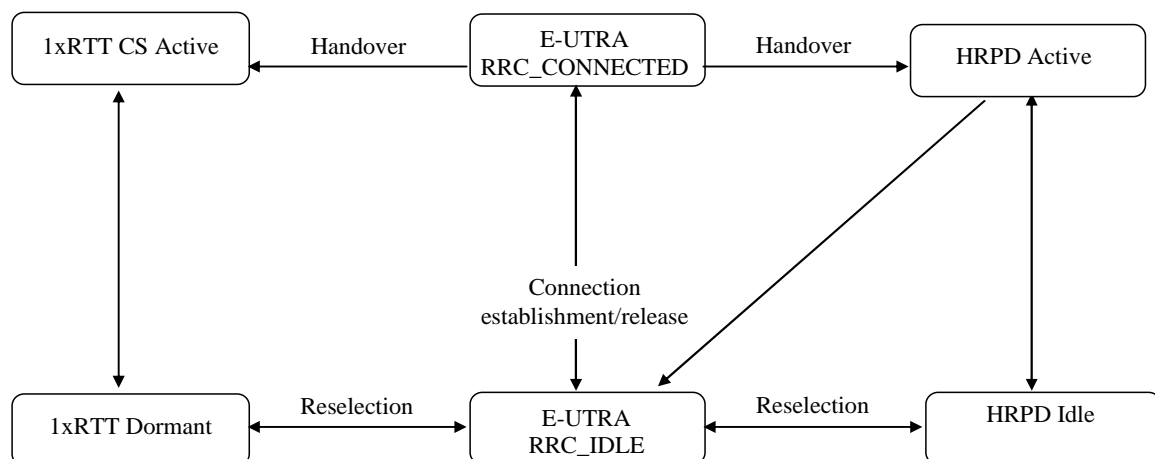 1xRTT CS Active
Handover
E-UTRA
RRC_CONNECTED
Handover
HRPD Active
Connection
establishment/release
1xRTT Dormant
Reselection
E-UTRA
RRC_IDLE
Reselection
HRPD Idle